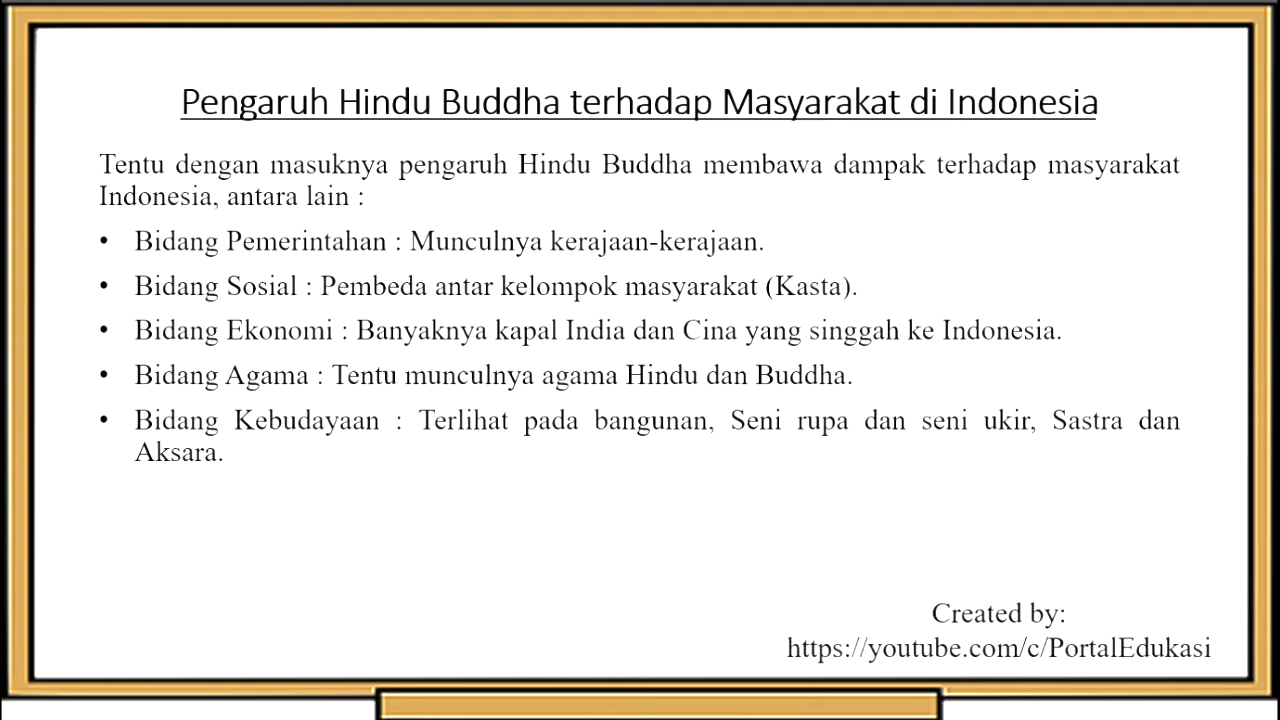 Pengaruh Hindu Buddha terhadap Masyarakat di Indonesia
Tentu dengan masuknya pengaruh Hindu Buddha membawa dampak terhadap masyarakat
Indonesia, antara lain :
• Bidang Pemerintahan : Munculnya kerajaan-kerajaan.
• Bidang Sosial : Pembeda antar kelompok masyarakat (Kasta).
• Bidang Ekonomi : Banyaknya kapal India dan Cina yang singgah ke Indonesia.
• Bidang Agama : Tentu munculnya agama Hindu dan Buddha.
• Bidang Kebudayaan : Terlihat pada bangunan, Seni rupa dan seni ukir, Sastra dan
Aksara.
Created by:
https://youtube.com/c/PortalEdukasi